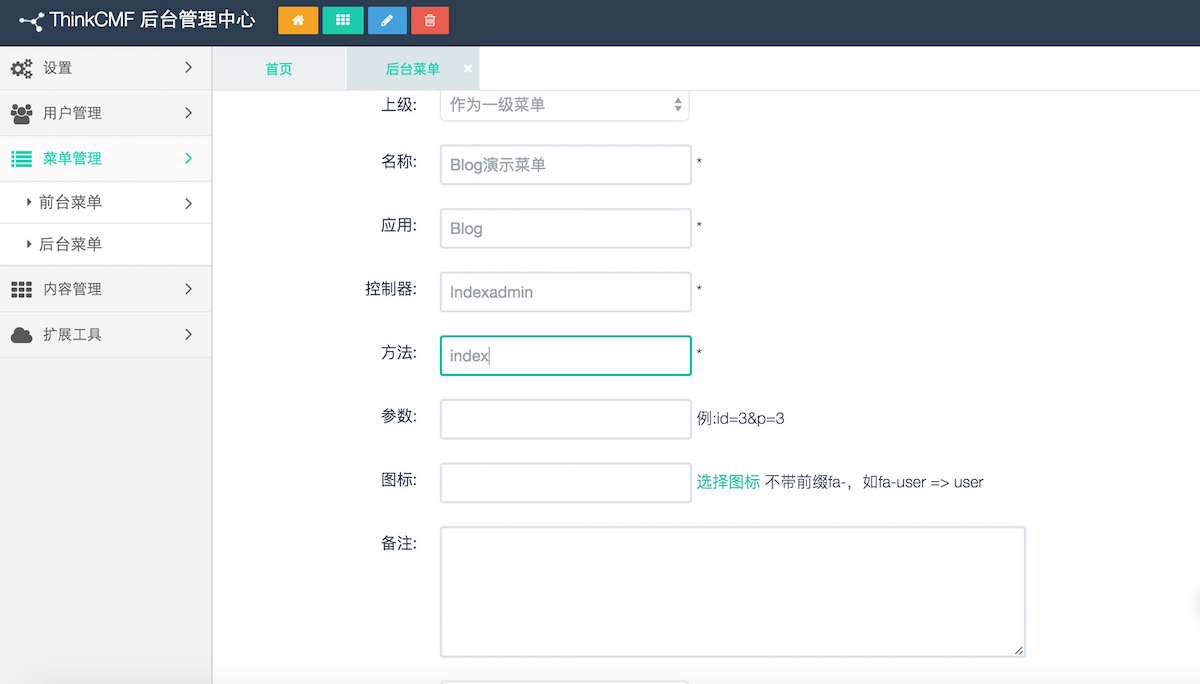 ThinkCMF 后台管理中心
设置
用户管理
菜单管理
前台菜单
后台菜单
内容管理
扩展工具
首页
后台菜单 ×
上级: 作为一级菜单
名称: Blog演示菜单 *
应用: Blog *
控制器: Indexadmin *
方法: index *
参数: 例:id=3&p=3
图标: 选择图标 不带前缀fa-，如fa-user => user
备注: